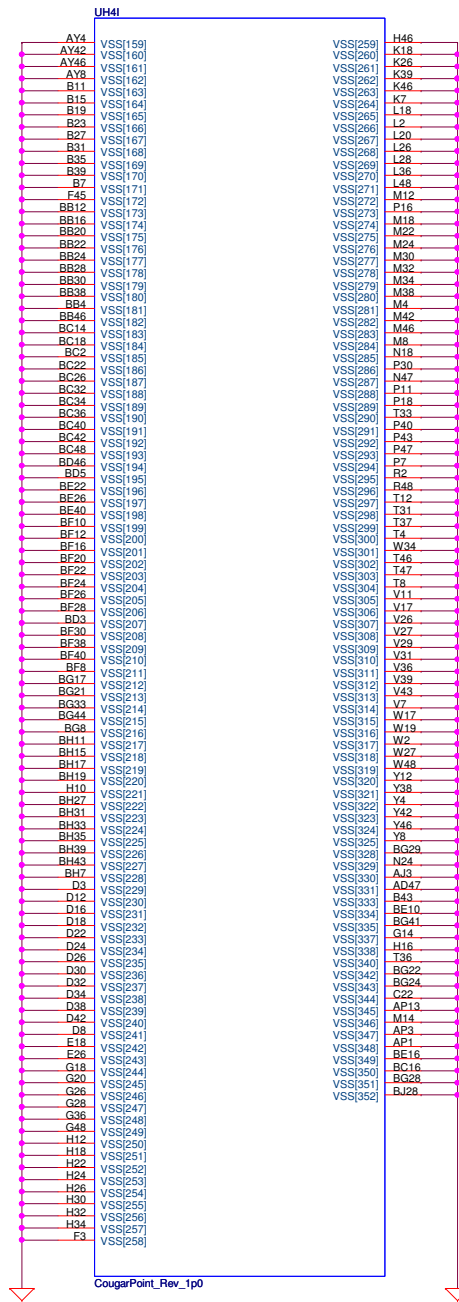 UH4I
AY4 VSS[159]
AY42 VSS[160]
AY46 VSS[161]
AY8 VSS[162]
B11 VSS[163]
B15 VSS[164]
B19 VSS[165]
B23 VSS[166]
B27 VSS[167]
B31 VSS[168]
B35 VSS[169]
B39 VSS[170]
B7 VSS[171]
F45 VSS[172]
BB12 VSS[173]
BB16 VSS[174]
BB20 VSS[175]
BB22 VSS[176]
BB24 VSS[177]
BB28 VSS[178]
BB30 VSS[179]
BB38 VSS[180]
BB4 VSS[181]
BB46 VSS[182]
BC14 VSS[183]
BC18 VSS[184]
BC2 VSS[185]
BC22 VSS[186]
BC26 VSS[187]
BC32 VSS[188]
BC34 VSS[189]
BC36 VSS[190]
BC40 VSS[191]
BC42 VSS[192]
BC48 VSS[193]
BD46 VSS[194]
BD5 VSS[195]
BE22 VSS[196]
BE26 VSS[197]
BE40 VSS[198]
BF10 VSS[199]
BF12 VSS[200]
BF16 VSS[201]
BF20 VSS[202]
BF22 VSS[203]
BF24 VSS[204]
BF26 VSS[205]
BF28 VSS[206]
BD3 VSS[207]
BF30 VSS[208]
BF38 VSS[209]
BF40 VSS[210]
BF8 VSS[211]
BG17 VSS[212]
BG21 VSS[213]
BG33 VSS[214]
BG44 VSS[215]
BG8 VSS[216]
BH11 VSS[217]
BH15 VSS[218]
BH17 VSS[219]
BH19 VSS[220]
H10 VSS[221]
BH27 VSS[222]
BH31 VSS[223]
BH33 VSS[224]
BH35 VSS[225]
BH39 VSS[226]
BH43 VSS[227]
BH7 VSS[228]
D3 VSS[229]
D12 VSS[230]
D16 VSS[231]
D18 VSS[232]
D22 VSS[233]
D24 VSS[234]
D26 VSS[235]
D30 VSS[236]
D32 VSS[237]
D34 VSS[238]
D38 VSS[239]
D42 VSS[240]
D8 VSS[241]
E18 VSS[242]
E26 VSS[243]
G18 VSS[244]
G20 VSS[245]
G26 VSS[246]
G28 VSS[247]
G36 VSS[248]
G48 VSS[249]
H12 VSS[250]
H18 VSS[251]
H22 VSS[252]
H24 VSS[253]
H26 VSS[254]
H30 VSS[255]
H32 VSS[256]
H34 VSS[257]
F3 VSS[258]
VSS[259] H46
VSS[260] K18
VSS[261] K26
VSS[262] K39
VSS[263] K46
VSS[264] K7
VSS[265] L18
VSS[266] L2
VSS[267] L20
VSS[268] L26
VSS[269] L28
VSS[270] L36
VSS[271] L48
VSS[272] M12
VSS[273] P16
VSS[274] M18
VSS[275] M22
VSS[276] M24
VSS[277] M30
VSS[278] M32
VSS[279] M34
VSS[280] M38
VSS[281] M4
VSS[282] M42
VSS[283] M46
VSS[284] M8
VSS[285] N18
VSS[286] P30
VSS[287] N47
VSS[288] P11
VSS[289] P18
VSS[290] T33
VSS[291] P40
VSS[292] P43
VSS[293] P47
VSS[294] P7
VSS[295] R2
VSS[296] R48
VSS[297] T12
VSS[298] T31
VSS[299] T37
VSS[300] T4
VSS[301] W34
VSS[302] T46
VSS[303] T47
VSS[304] T8
VSS[305] V11
VSS[306] V17
VSS[307] V26
VSS[308] V27
VSS[309] V29
VSS[310] V31
VSS[311] V36
VSS[312] V39
VSS[313] V43
VSS[314] V7
VSS[315] W17
VSS[316] W19
VSS[317] W2
VSS[318] W27
VSS[319] W48
VSS[320] Y12
VSS[321] Y38
VSS[322] Y4
VSS[323] Y42
VSS[324] Y46
VSS[325] Y8
VSS[328] BG29
VSS[329] N24
VSS[330] AJ3
VSS[331] AD47
VSS[333] B43
VSS[334] BE10
VSS[335] BG41
VSS[337] G14
VSS[338] H16
VSS[340] T36
VSS[342] BG22
VSS[343] BG24
VSS[344] C22
VSS[345] AP13
VSS[346] M14
VSS[347] AP3
VSS[348] AP1
VSS[349] BE16
VSS[350] BC16
VSS[351] BG28
VSS[352] BJ28
CougarPoint_Rev_1p0